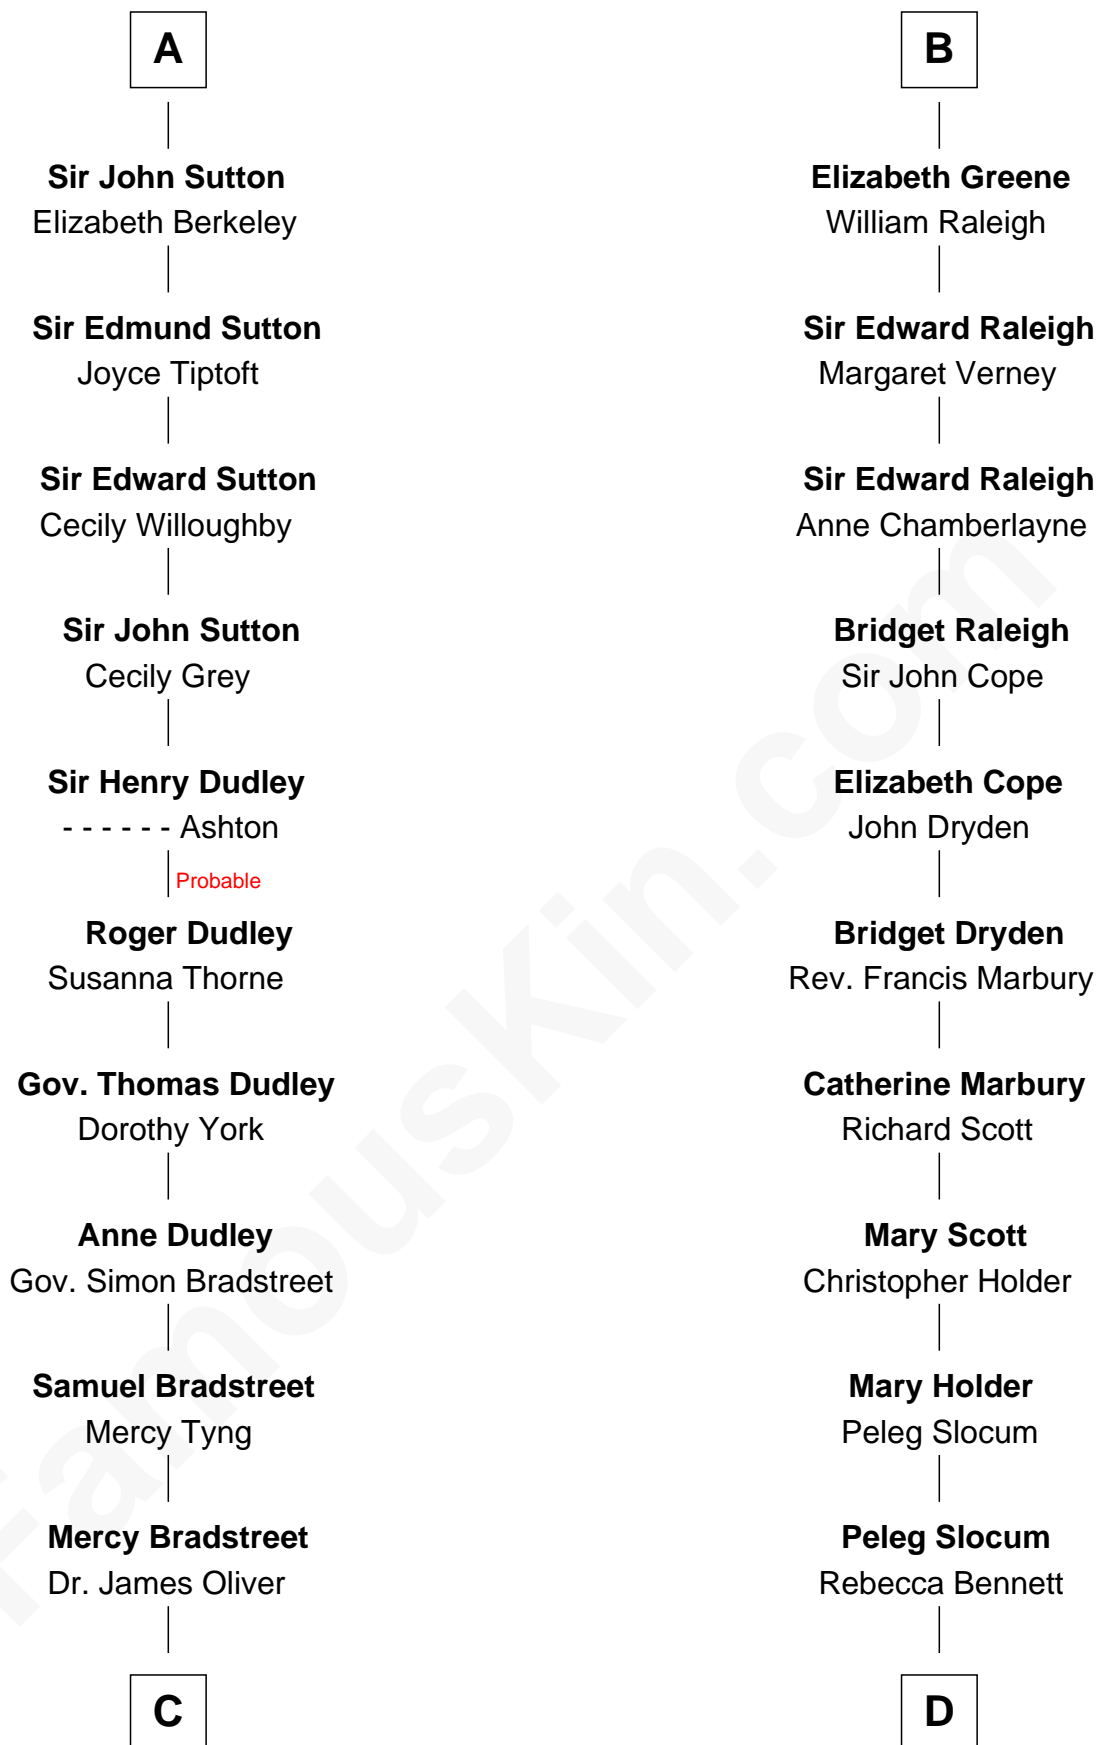 A
Sir John Sutton
Elizabeth Berkeley
Sir Edmund Sutton
Joyce Tiptoft
Sir Edward Sutton
Cecily Willoughby
Sir John Sutton
Cecily Grey
Sir Henry Dudley
- - - - - - Ashton
Probable
Roger Dudley
Susanna Thorne
Gov. Thomas Dudley
Dorothy York
Anne Dudley
Gov. Simon Bradstreet
Samuel Bradstreet
Mercy Tyng
Mercy Bradstreet
Dr. James Oliver
C
B
Elizabeth Greene
William Raleigh
Sir Edward Raleigh
Margaret Verney
Sir Edward Raleigh
Anne Chamberlayne
Bridget Raleigh
Sir John Cope
Elizabeth Cope
John Dryden
Bridget Dryden
Rev. Francis Marbury
Catherine Marbury
Richard Scott
Mary Scott
Christopher Holder
Mary Holder
Peleg Slocum
Peleg Slocum
Rebecca Bennett
D
FamousKin.com